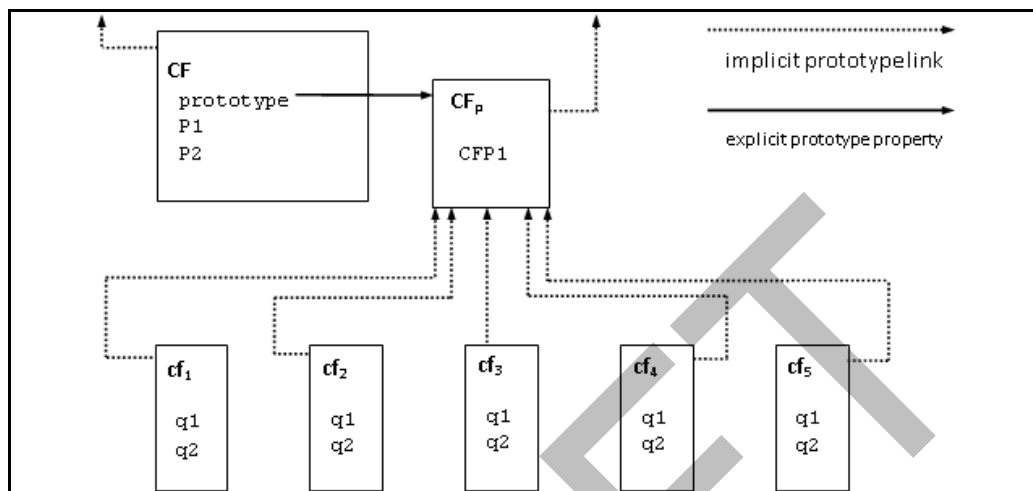 CF
prototype
P1
P2
CFp
CFP1
implicit prototype link
explicit prototype property
cf1
q1
q2
cf2
q1
q2
cf3
q1
q2
cf4
q1
q2
cf5
q1
q2